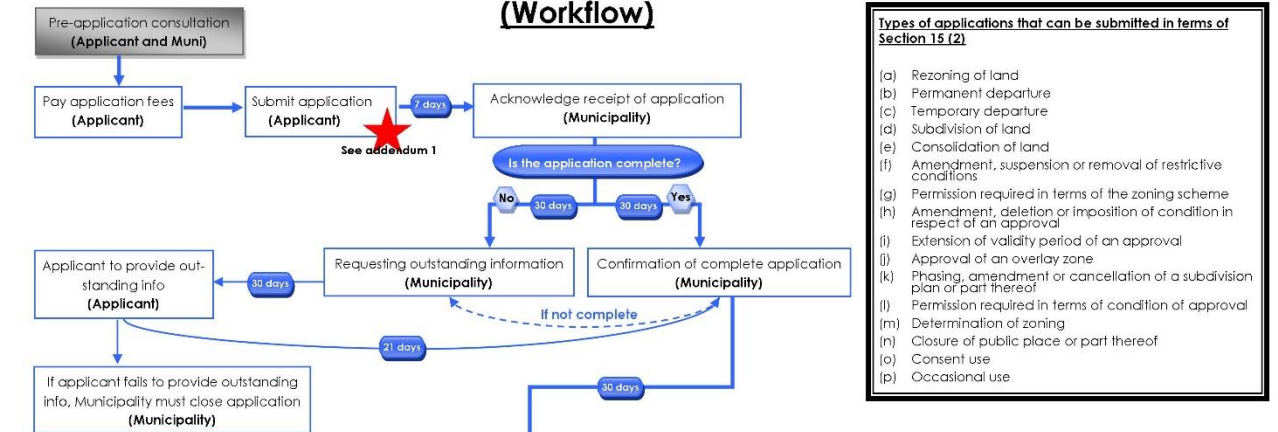 (Workflow)
Pre-application consultation
(Applicant and Muni)
Pay application fees
(Applicant)
Submit application
(Applicant)
See addendum 1
7 days
Acknowledge receipt of application
(Municipality)
Is the application complete?
No
30 days
30 days
Yes
Applicant to provide out-
standing info
(Applicant)
30 days
Requesting outstanding information
(Municipality)
Confirmation of complete application
(Municipality)
If not complete
21 days
If applicant fails to provide outstanding
info, Municipality must close application
(Municipality)
30 days
Types of applications that can be submitted in terms of
Section 15 (2)
(a) Rezoning of land
(b) Permanent departure
(c) Temporary departure
(d) Subdivision of land
(e) Consolidation of land
(f) Amendment, suspension or removal of restrictive
conditions
(g) Permission required in terms of the zoning scheme
(h) Amendment, deletion or imposition of condition in
respect of an approval
(i) Extension of validity period of an approval
(j) Approval of an overlay zone
(k) Phasing, amendment or cancellation of a subdivision
plan or part thereof
(l) Permission required in terms of condition of approval
(m) Determination of zoning
(n) Closure of public place or part thereof
(o) Consent use
(p) Occasional use